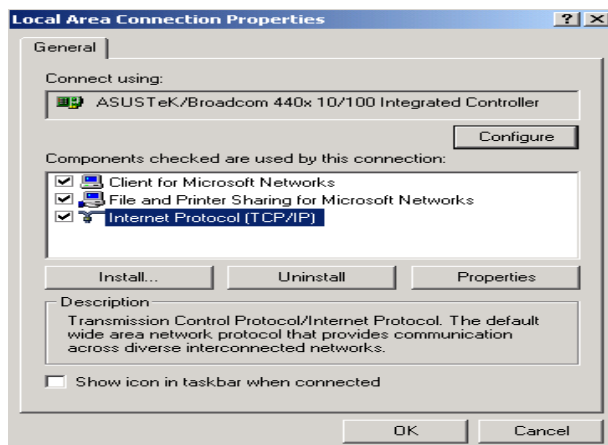 Local Area Connection Properties
General
Connect using:
ASUSTeK/Broadcom 440x 10/100 Integrated Controller
Configure
Components checked are used by this connection:
Client for Microsoft Networks
File and Printer Sharing for Microsoft Networks
Internet Protocol (TCP/IP)
Install...
Uninstall
Properties
Description
Transmission Control Protocol/Internet Protocol. The default
wide area network protocol that provides communication
across diverse interconnected networks.
Show icon in taskbar when connected
OK
Cancel